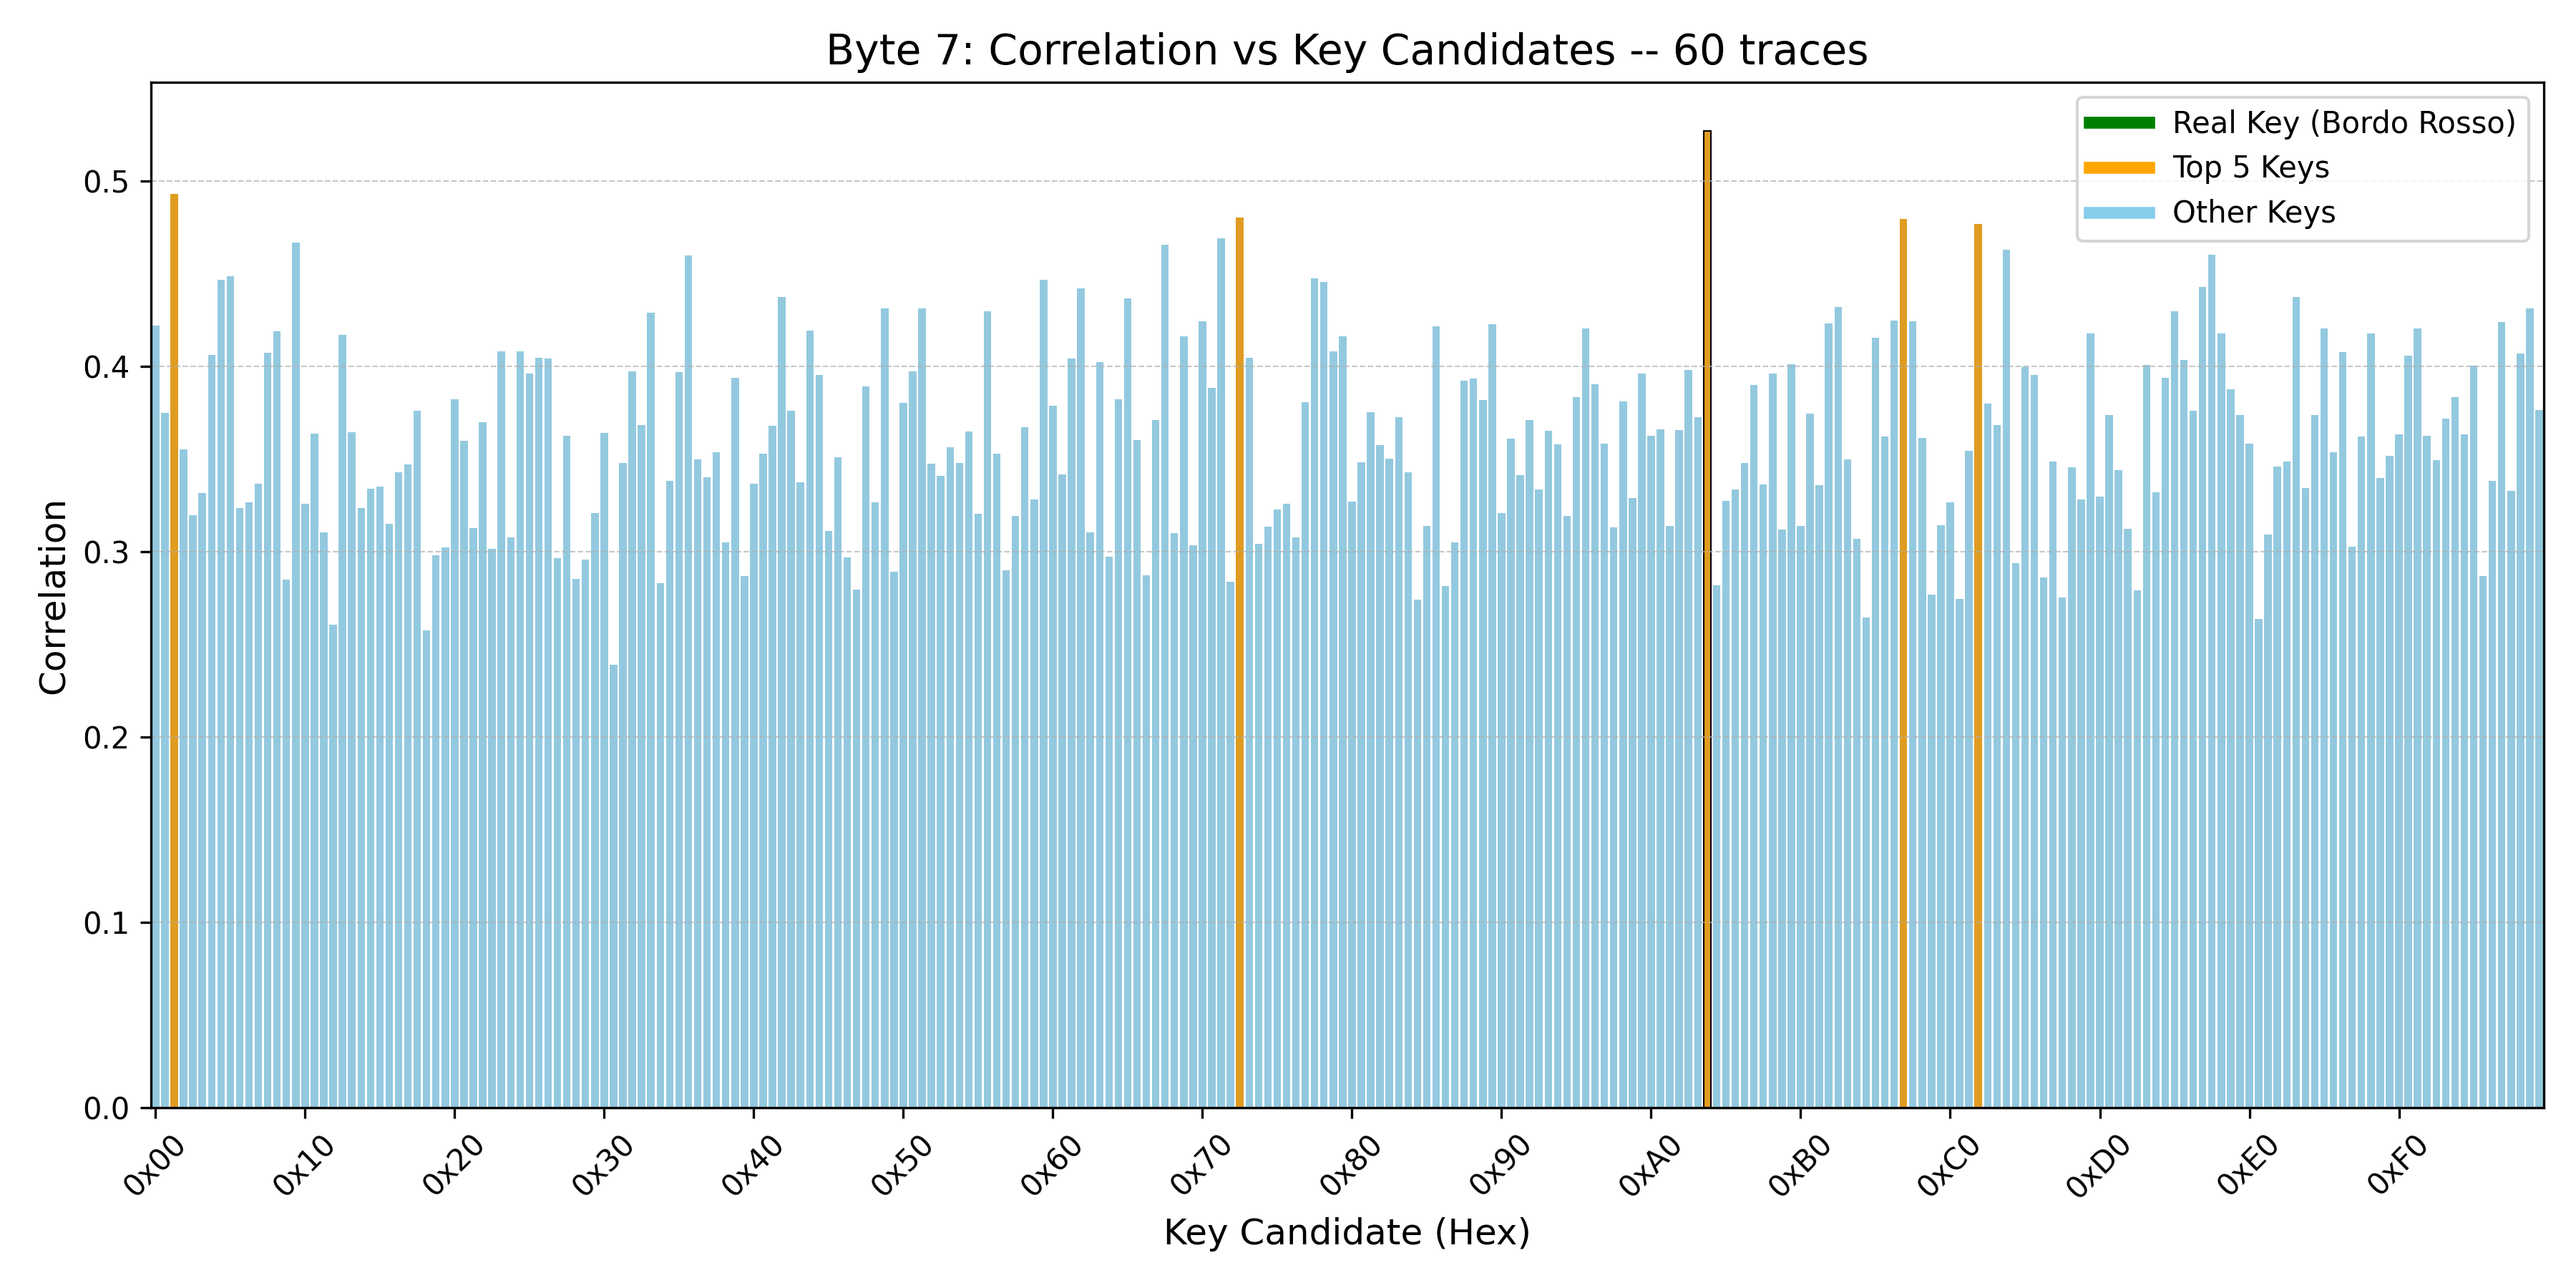 Byte 7: Correlation vs Key Candidates -- 60 traces
Real Key (Bordo Rosso)
Top 5 Keys
Other Keys
Correlation
0.5
0.4
0.3
0.2
0.1
0.0
0x00 0x10 0x20 0x30 0x40 0x50 0x60 0x70 0x80 0x90 0xA0 0xB0 0xC0 0xD0 0xE0 0xF0
Key Candidate (Hex)